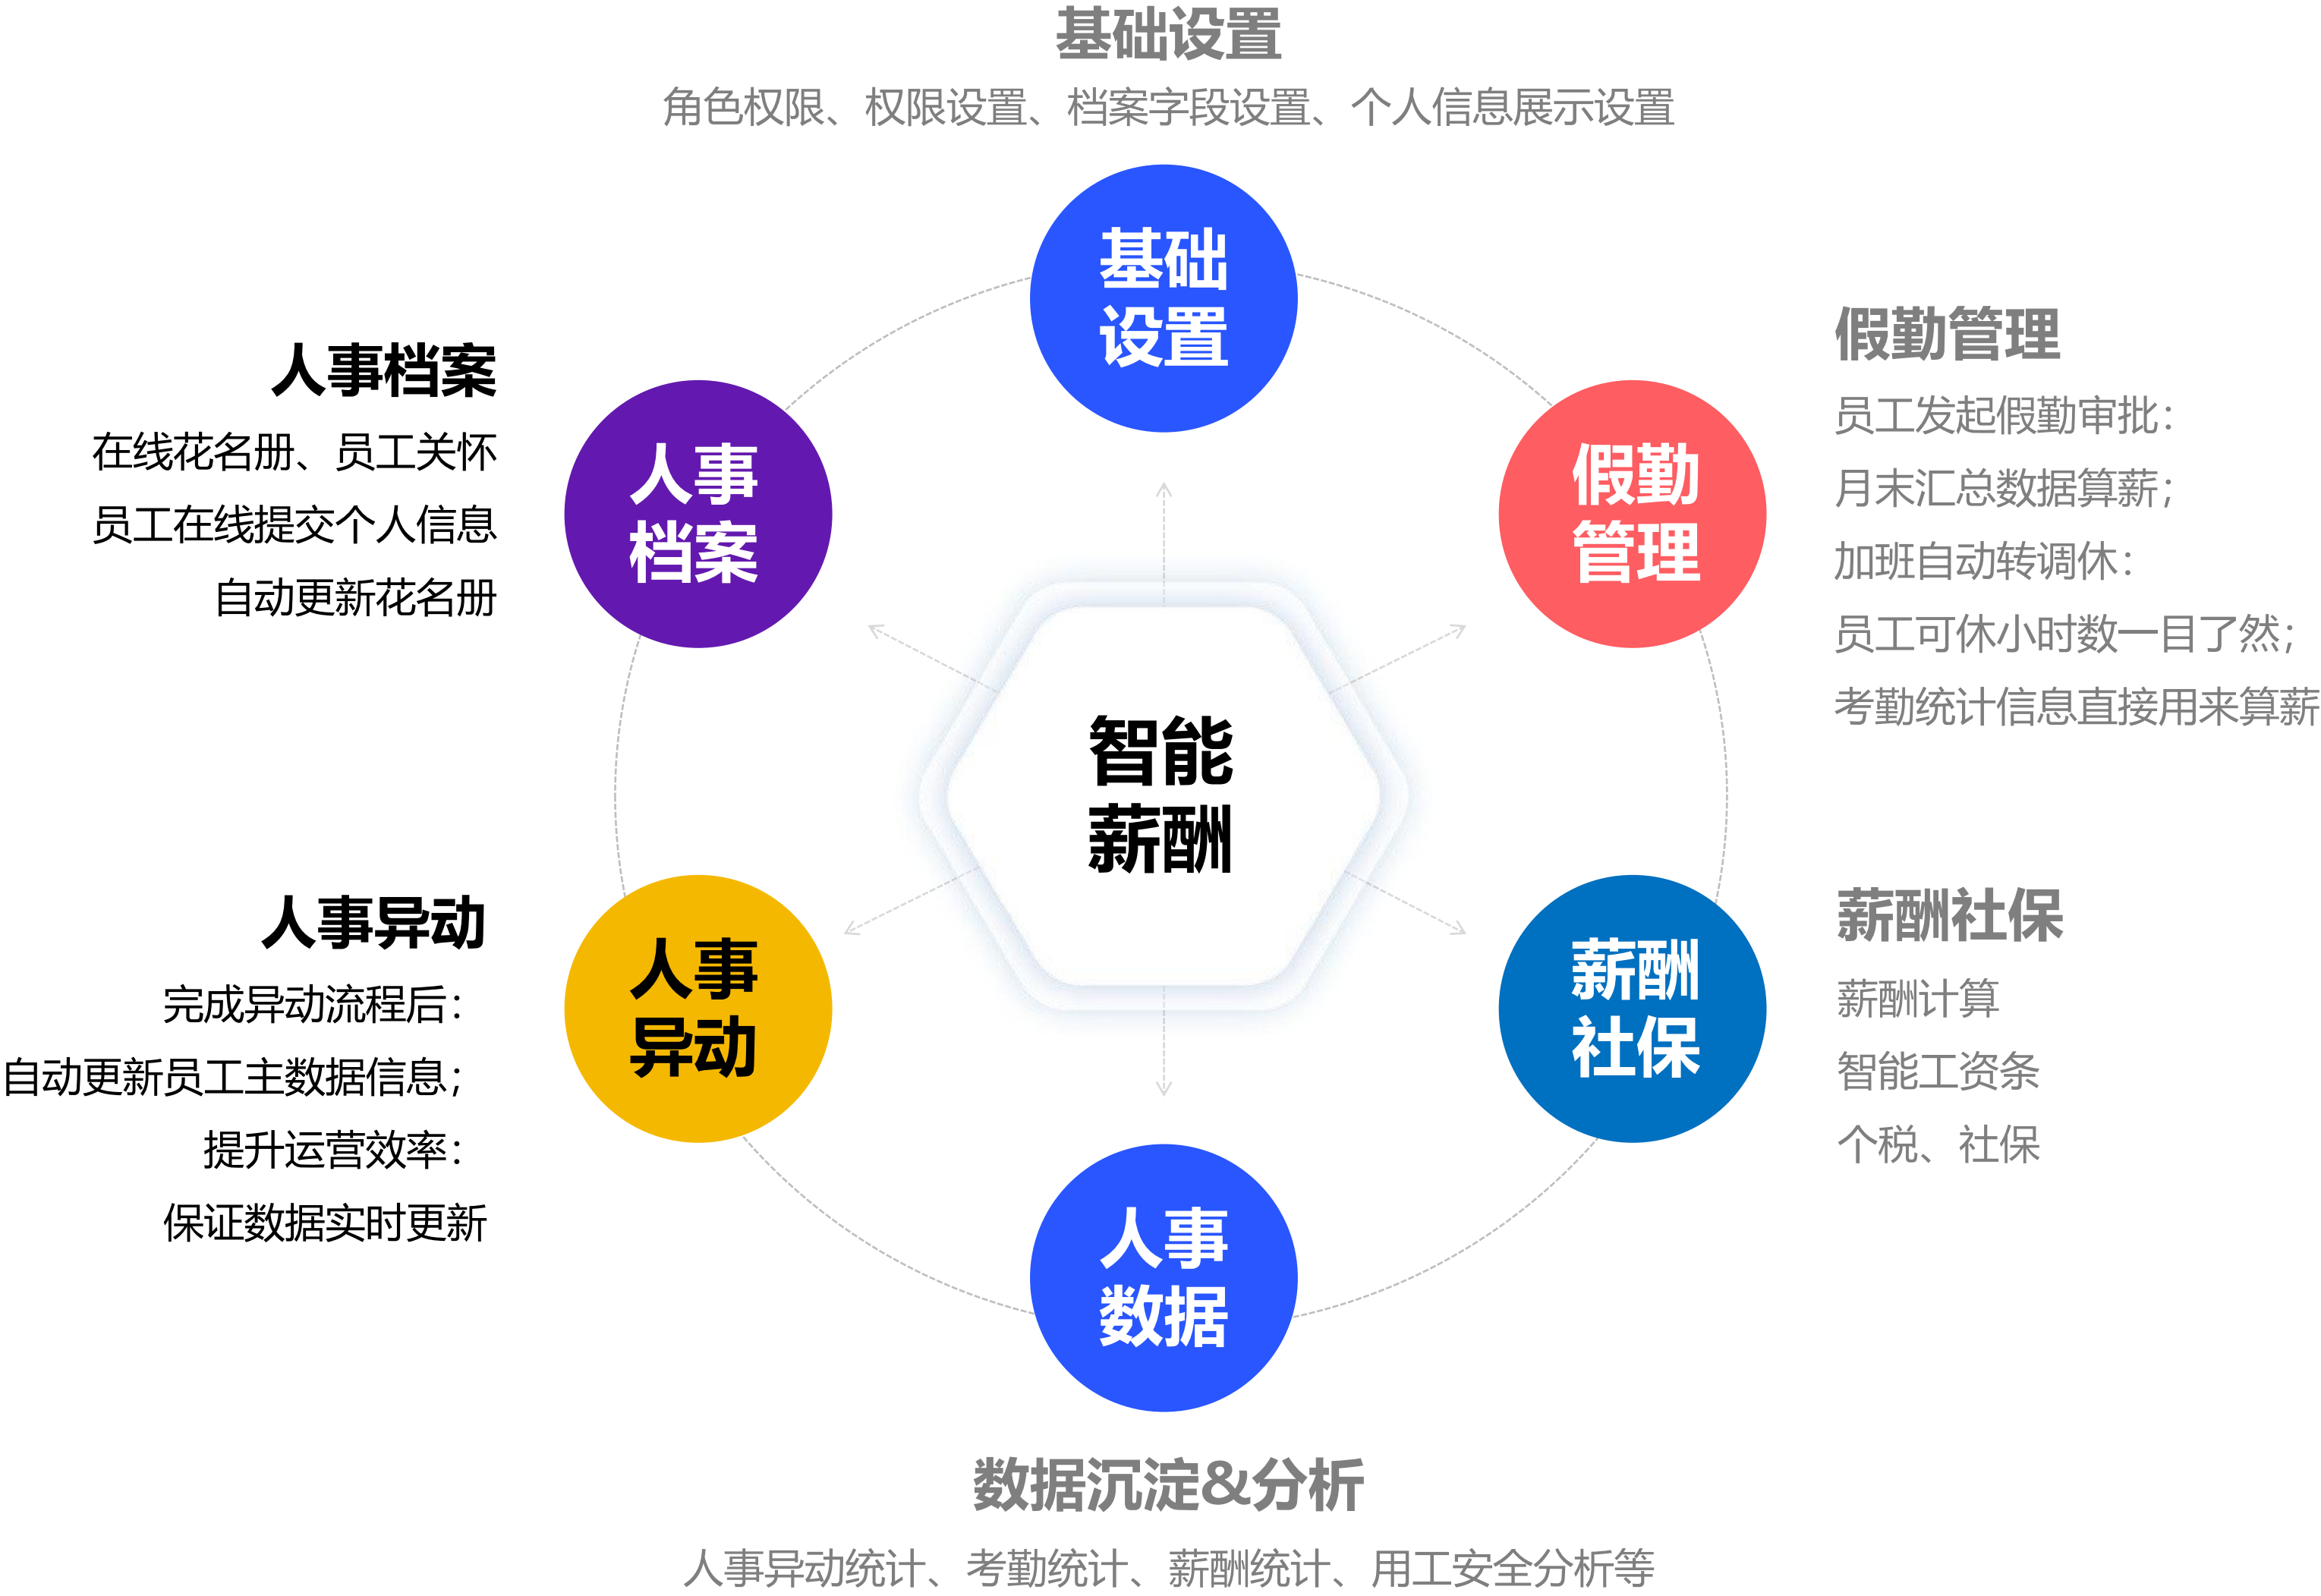 基础设置
角色权限、权限设置、档案字段设置、个人信息展示设置
基础
设置
人事档案
在线花名册、员工关怀
员工在线提交个人信息
自动更新花名册
人事
档案
假勤
管理
假勤管理
员工发起假勤审批：
月末汇总数据算薪；
加班自动转调休：
员工可休小时数一目了然；
考勤统计信息直接用来算薪
智能
薪酬
人事异动
完成异动流程后：
自动更新员工主数据信息；
提升运营效率：
保证数据实时更新
人事
异动
薪酬
社保
薪酬社保
薪酬计算
智能工资条
个税、社保
人事
数据
数据沉淀&分析
人事异动统计、考勤统计、薪酬统计、用工安全分析等